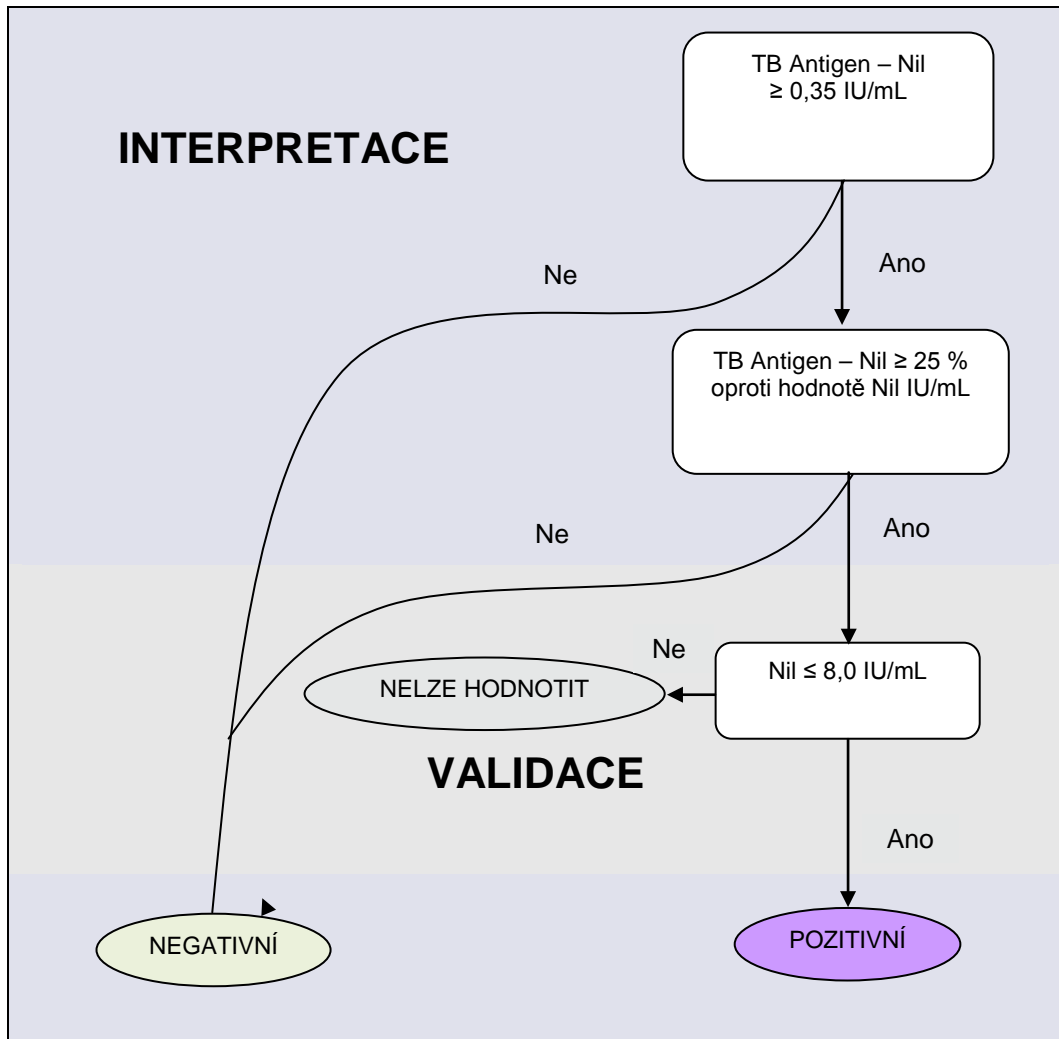 TB Antigen – Nil
≥ 0,35 IU/mL
INTERPRETACE
Ne
Ano
TB Antigen – Nil ≥ 25 %
oproti hodnotě Nil IU/mL
Ne
Ano
Ne
Nil ≤ 8,0 IU/mL
NELZE HODNOTIT
VALIDACE
Ano
NEGATIVNÍ
POZITIVNÍ